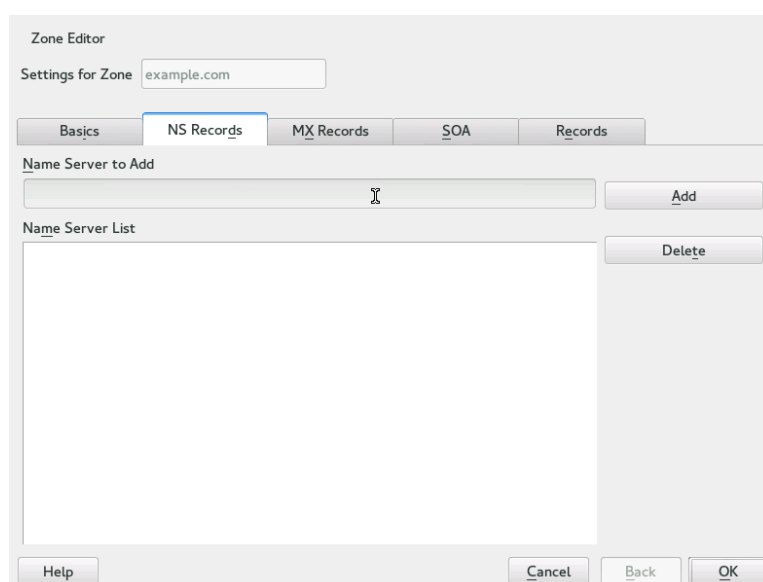 Zone Editor
Settings for Zone example.com
Basics NS Records MX Records SOA Records
Name Server to Add
Add
Name Server List
Delete
Help Cancel Back OK